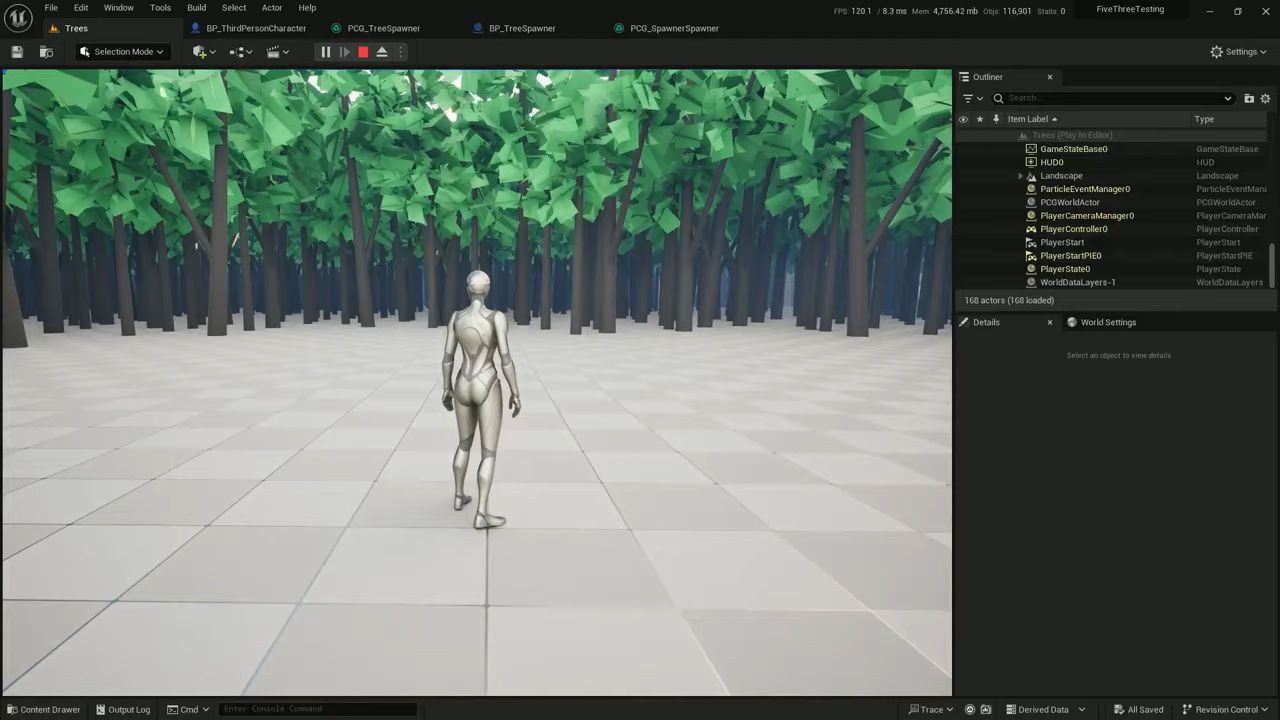 File Edit Window Tools Build Select Actor Help
FPS: 120.1 / 8.3 ms Mem: 4,756.42 mb Objs: 116,901 Stalls: 0
FiveThreeTesting
Trees BP_ThirdPersonCharacter PCG_TreeSpawner BP_TreeSpawner PCG_SpawnerSpawner
Selection Mode
Settings
Outliner
Search...
Item Label Type
Trees (Play In Editor)
GameStateBase0 GameStateBase
HUD0 HUD
Landscape Landscape
ParticleEventManager0 ParticleEventManu
PCGWorldActor PCGWorldActor
PlayerCameraManager0 PlayerCameraMar
PlayerController0 PlayerController
PlayerStart PlayerStart
PlayerStartPIE0 PlayerStartPIE
PlayerState0 PlayerState
WorldDataLayers-1 WorldDataLayers
168 actors (168 loaded)
Details World Settings
Select an object to view details
Content Drawer Output Log Cmd Enter Console Command Trace Derived Data All Saved Revision Control